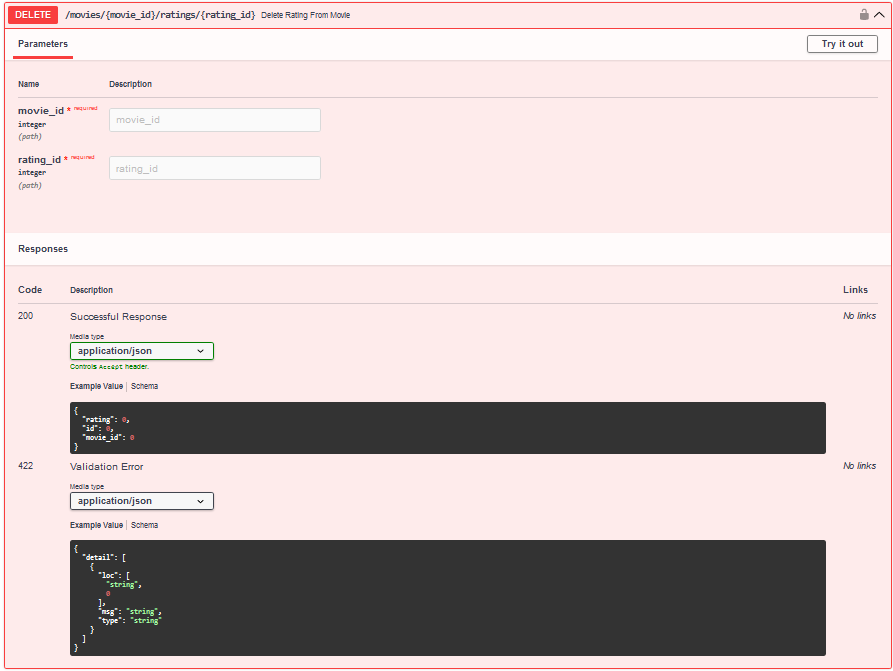 DELETE /movies/{movie_id}/ratings/{rating_id} Delete Rating From Movie
Parameters
Try it out
Name Description
movie_id * required
integer
(path)
movie_id
rating_id * required
integer
(path)
rating_id
Responses
Code Description Links
200 Successful Response No links
Media type
application/json
Controls Accept header.
Example Value | Schema
{
  "rating": 0,
  "id": 0,
  "movie_id": 0
}
422 Validation Error No links
Media type
application/json
Example Value | Schema
{
  "detail": [
    {
      "loc": [
        "string",
        0
      ],
      "msg": "string",
      "type": "string"
    }
  ]
}